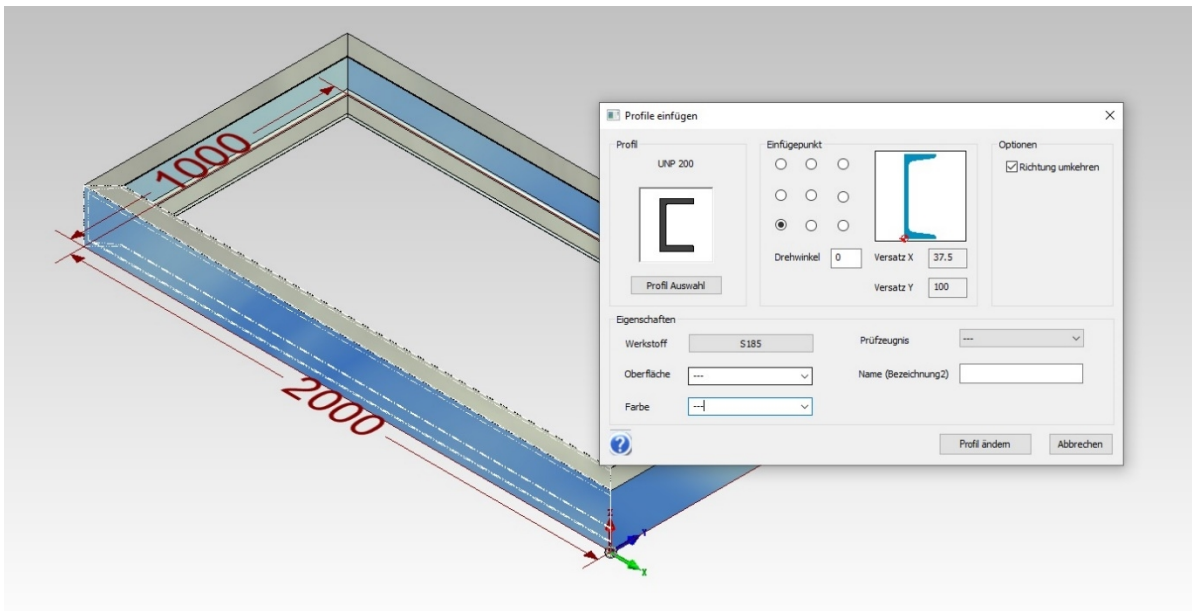 1000
2000
Profile einfügen
Profil
UNP 200
Profil Auswahl
Einfügepunkt
Drehwinkel 0
Versatz X 37.5
Versatz Y 100
Optionen
Richtung umkehren
Eigenschaften
Werkstoff S185
Prüfzeugnis ---
Oberfläche ---
Name (Bezeichnung2)
Farbe ---
?
Profil ändern
Abbrechen
Y
X